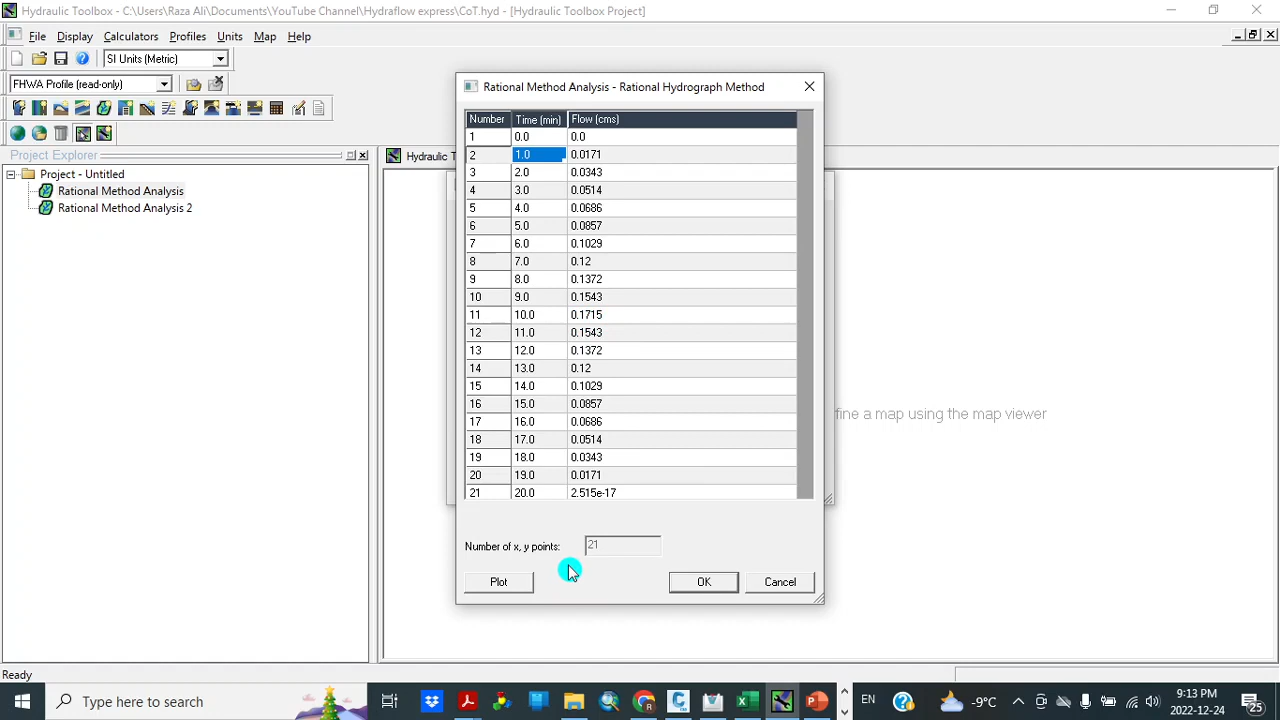 Hydraulic Toolbox - C:\Users\Raza Ali\Documents\YouTube Channel\Hydraflow express\CoT.hyd - [Hydraulic Toolbox Project]
File Display Calculators Profiles Units Map Help
SI Units (Metric)
FHWA Profile (read-only)
Project Explorer
Project - Untitled
Rational Method Analysis
Rational Method Analysis 2
Hydraulic T
fine a map using the map viewer
Rational Method Analysis - Rational Hydrograph Method
Number Time (min) Flow (cms)
1 0.0 0.0
2 1.0 0.0171
3 2.0 0.0343
4 3.0 0.0514
5 4.0 0.0686
6 5.0 0.0857
7 6.0 0.1029
8 7.0 0.12
9 8.0 0.1372
10 9.0 0.1543
11 10.0 0.1715
12 11.0 0.1543
13 12.0 0.1372
14 13.0 0.12
15 14.0 0.1029
16 15.0 0.0857
17 16.0 0.0686
18 17.0 0.0514
19 18.0 0.0343
20 19.0 0.0171
21 20.0 2.515e-17
Number of x, y points: 21
Plot OK Cancel
Ready
Type here to search
-9°C
EN
9:13 PM
2022-12-24
25